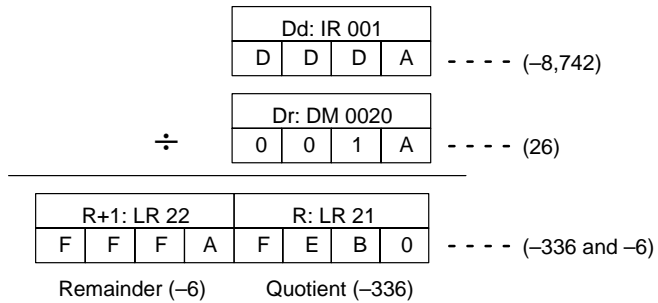 Dd: IR 001
D D D A - - - - (–8,742)
Dr: DM 0020
÷ 0 0 1 A - - - - (26)
R+1: LR 22 R: LR 21
F F F A F E B 0 - - - - (–336 and –6)
Remainder (–6) Quotient (–336)